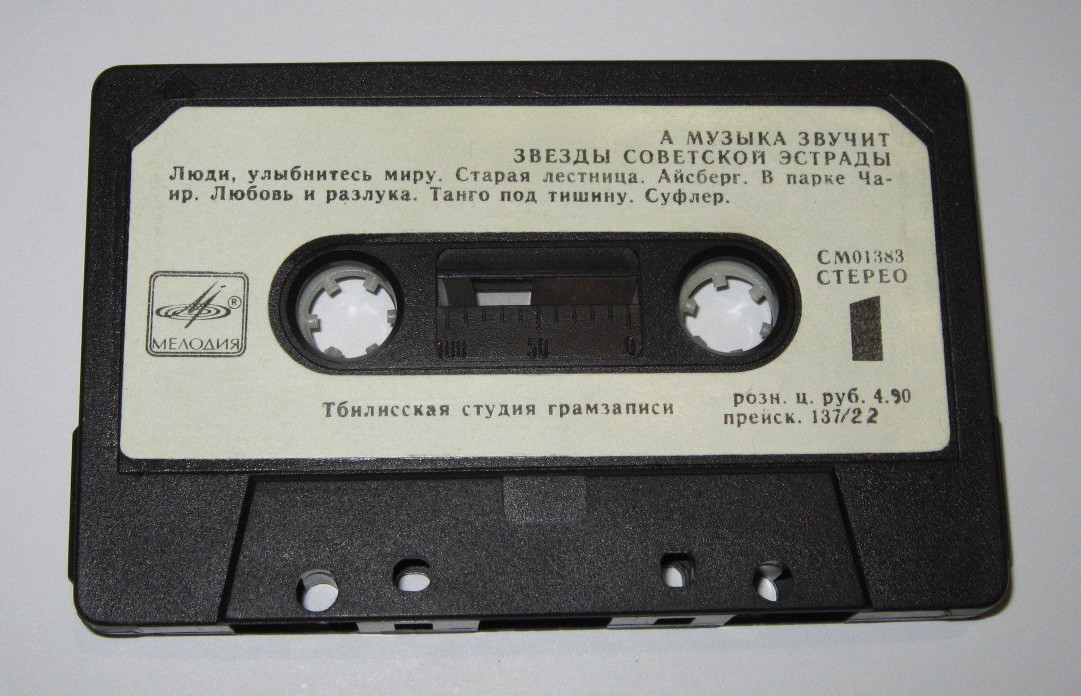 А МУЗЫКА ЗВУЧИТ
ЗВЕЗДЫ СОВЕТСКОЙ ЭСТРАДЫ
Люди, улыбнитесь миру. Старая лестница. Айсберг. В парке Ча-
ир. Любовь и разлука. Танго под тишину. Суфлер.
СМ01383
СТЕРЕО
®
МЕЛОДИЯ
100 50 0
Тбилисская студия грамзаписи
розн. ц. руб. 4.90
прейск. 137/22